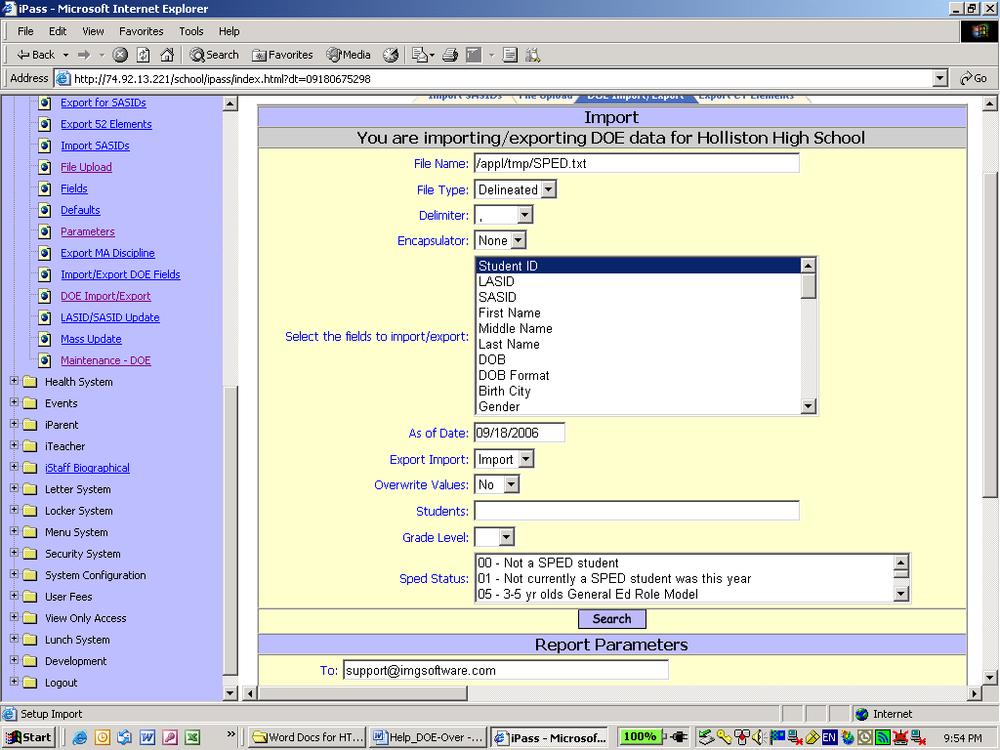 iPass - Microsoft Internet Explorer
File Edit View Favorites Tools Help
Back Search Favorites Media
Address http://74.92.13.221/school/ipass/index.html?dt=09180675298 Go
Export for SASIDs
Export 52 Elements
Import SASIDs
File Upload
Fields
Defaults
Parameters
Export MA Discipline
Import/Export DOE Fields
DOE Import/Export
LASID/SASID Update
Mass Update
Maintenance - DOE
Health System
Events
iParent
iTeacher
iStaff Biographical
Letter System
Locker System
Menu System
Security System
System Configuration
User Fees
View Only Access
Lunch System
Development
Logout
Import SASIDs File Upload DOE Import/Export Export 52 Elements
Import
You are importing/exporting DOE data for Holliston High School
File Name: /appl/tmp/SPED.txt
File Type: Delineated
Delimiter: ,
Encapsulator: None
Select the fields to import/export:
Student ID
LASID
SASID
First Name
Middle Name
Last Name
DOB
DOB Format
Birth City
Gender
As of Date: 09/18/2006
Export Import: Import
Overwrite Values: No
Students:
Grade Level:
Sped Status:
00 - Not a SPED student
01 - Not currently a SPED student was this year
05 - 3-5 yr olds General Ed Role Model
Search
Report Parameters
To: support@imgsoftware.com
Setup Import Internet
Start » Word Docs for HT... Help_DOE-Over -... iPass - Microsof... 100% EN 9:54 PM